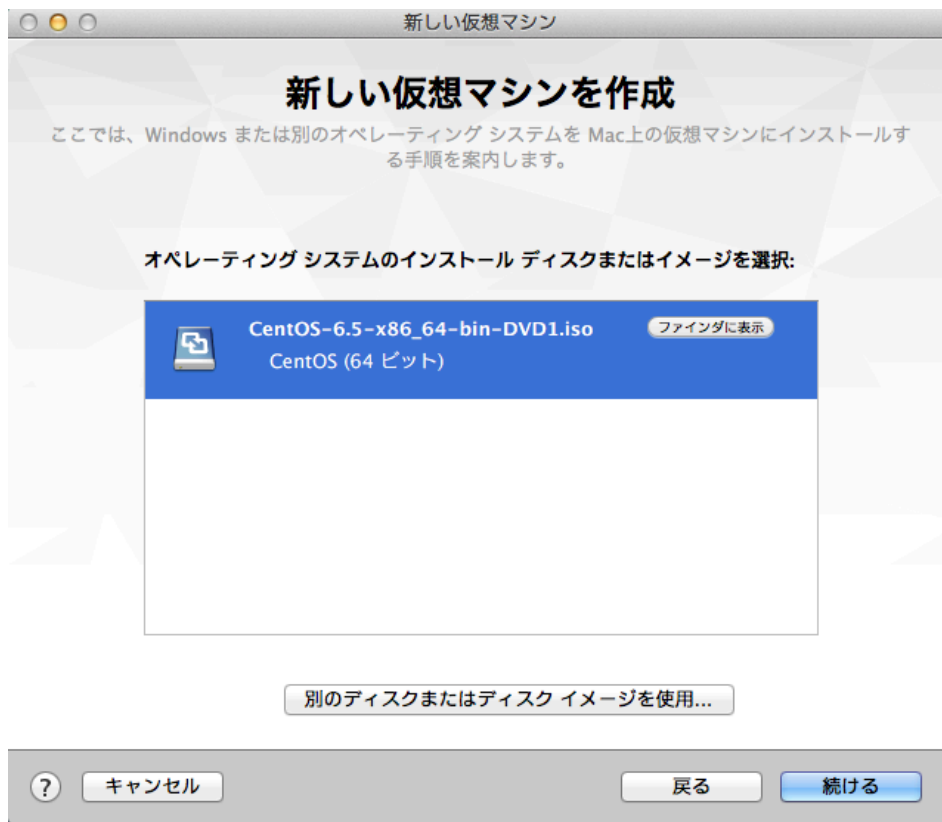 新しい仮想マシン
新しい仮想マシンを作成
ここでは、Windows または別のオペレーティング システムを Mac上の仮想マシンにインストールす
る手順を案内します。
オペレーティング システムのインストール ディスクまたはイメージを選択:
CentOS-6.5-x86_64-bin-DVD1.iso
ファインダに表示
CentOS (64 ビット)
別のディスクまたはディスク イメージを使用...
?
キャンセル
戻る
続ける